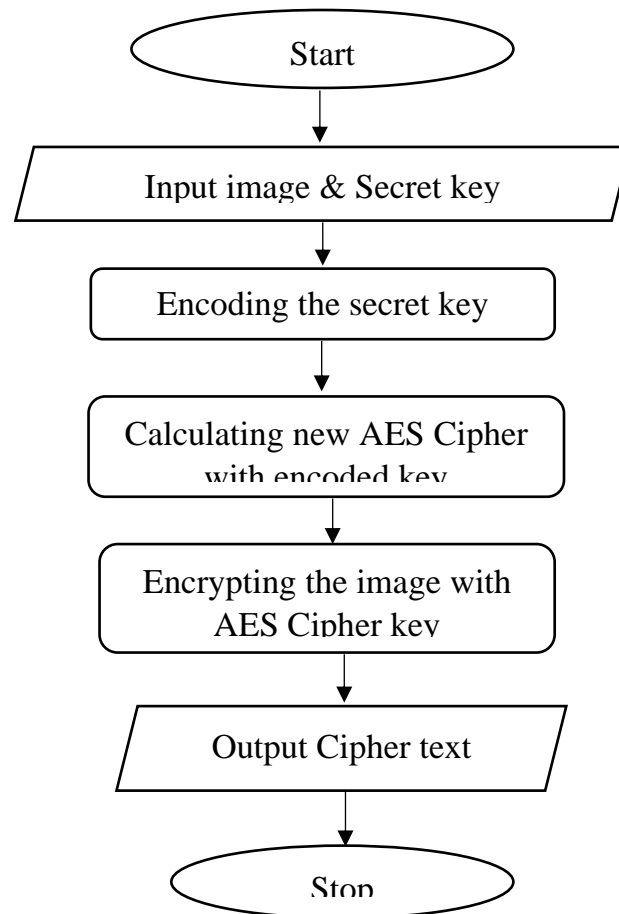 Start
Input image & Secret key
Encoding the secret key
Calculating new AES Cipher
with encoded key
Encrypting the image with
AES Cipher key
Output Cipher text
Stop